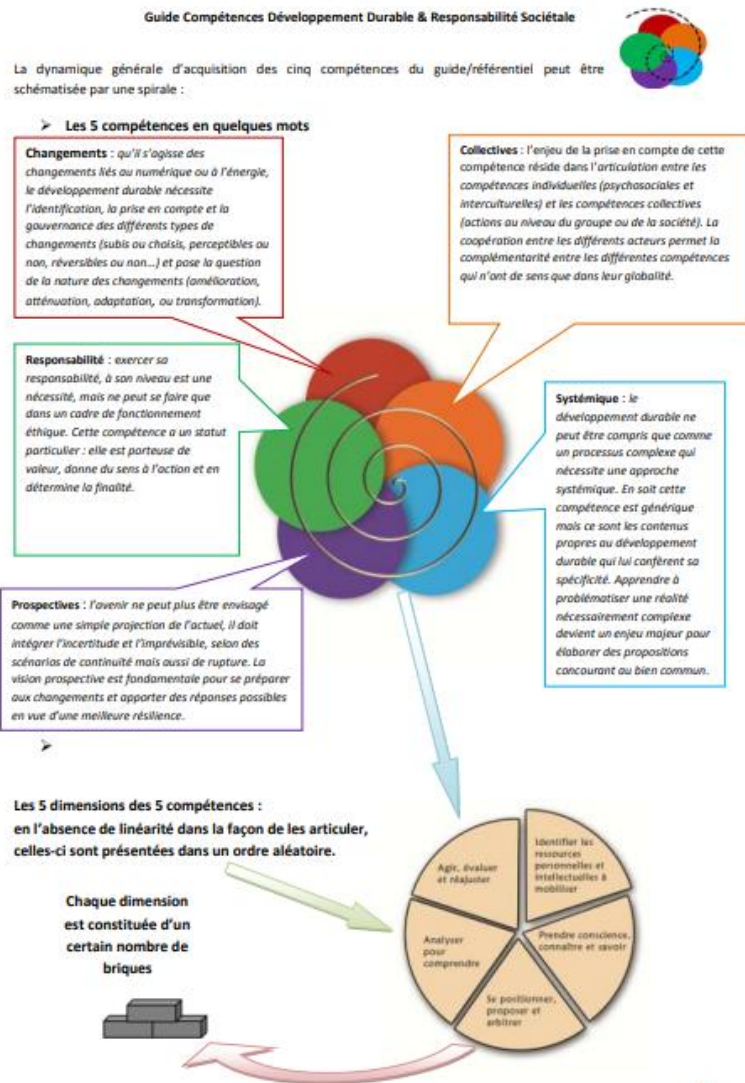 Guide Compétences Développement Durable & Responsabilité Sociétale
La dynamique générale d'acquisition des cinq compétences du guide/référentiel peut être
schématisée par une spirale :
➢ Les 5 compétences en quelques mots
Changements : qu'il s'agisse des
changements liés au numérique ou à l'énergie,
le développement durable nécessite
l'identification, la prise en compte et la
gouvernance des différents types de
changements (subis ou choisis, perceptibles ou
non, réversibles ou non...) et pose la question
de la nature des changements (amélioration,
atténuation, adaptation, ou transformation).
Collectives : l'enjeu de la prise en compte de cette
compétence réside dans l'articulation entre les
compétences individuelles (psychosociales et
interculturelles) et les compétences collectives
(actions au niveau du groupe ou de la société). La
coopération entre les différents acteurs permet la
complémentarité entre les différentes compétences
qui n'ont de sens que dans leur globalité.
Responsabilité : exercer sa
responsabilité, à son niveau est une
nécessité, mais ne peut se faire que
dans un cadre de fonctionnement
éthique. Cette compétence a un statut
particulier : elle est porteuse de
valeur, donne du sens à l'action et en
détermine la finalité.
Systémique : le
développement durable ne
peut être compris que comme
un processus complexe qui
nécessite une approche
systémique. En soit cette
compétence est générique
mais ce sont les contenus
propres au développement
durable qui lui confèrent sa
spécificité. Apprendre à
problématiser une réalité
nécessairement complexe
devient un enjeu majeur pour
élaborer des propositions
concourant au bien commun.
Prospectives : l'avenir ne peut plus être envisagé
comme une simple projection de l'actuel, il doit
intégrer l'incertitude et l'imprévisible, selon des
scénarios de continuité mais aussi de rupture. La
vision prospective est fondamentale pour se préparer
aux changements et apporter des réponses possibles
en vue d'une meilleure résilience.
➢
Les 5 dimensions des 5 compétences :
en l'absence de linéarité dans la façon de les articuler,
celles-ci sont présentées dans un ordre aléatoire.
Chaque dimension
est constituée d'un
certain nombre de
briques
Agir, évaluer
et réajuster
Identifier les
ressources
personnelles et
intellectuelles à
mobiliser
Prendre conscience,
connaître et savoir
Se positionner,
proposer et
arbitrer
Analyser
pour
comprendre